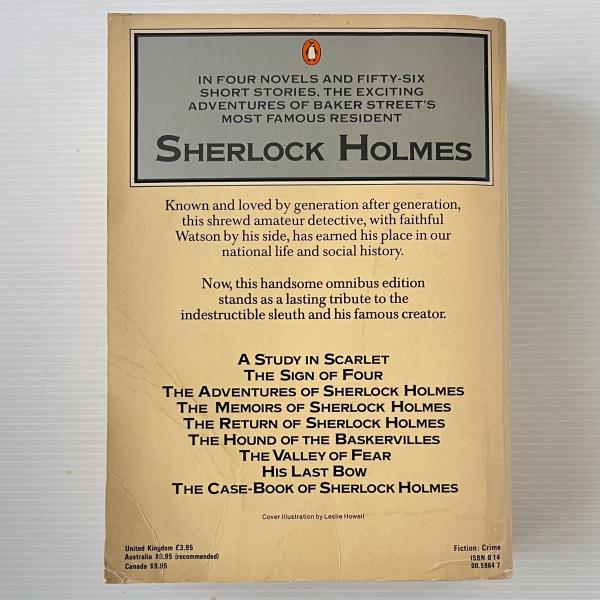 IN FOUR NOVELS AND FIFTY-SIX
SHORT STORIES, THE EXCITING
ADVENTURES OF BAKER STREET'S
MOST FAMOUS RESIDENT
SHERLOCK HOLMES
Known and loved by generation after generation,
this shrewd amateur detective, with faithful
Watson by his side, has earned his place in our
national life and social history.
Now, this handsome omnibus edition
stands as a lasting tribute to the
indestructible sleuth and his famous creator.
A STUDY IN SCARLET
THE SIGN OF FOUR
THE ADVENTURES OF SHERLOCK HOLMES
THE MEMOIRS OF SHERLOCK HOLMES
THE RETURN OF SHERLOCK HOLMES
THE HOUND OF THE BASKERVILLES
THE VALLEY OF FEAR
HIS LAST BOW
THE CASE-BOOK OF SHERLOCK HOLMES
Cover illustration by Leslie Howell
United Kingdom £3.95
Australia $9.95 (recommended)
Canada $9.95
Fiction: Crime
ISBN 0 14
00.5964 7